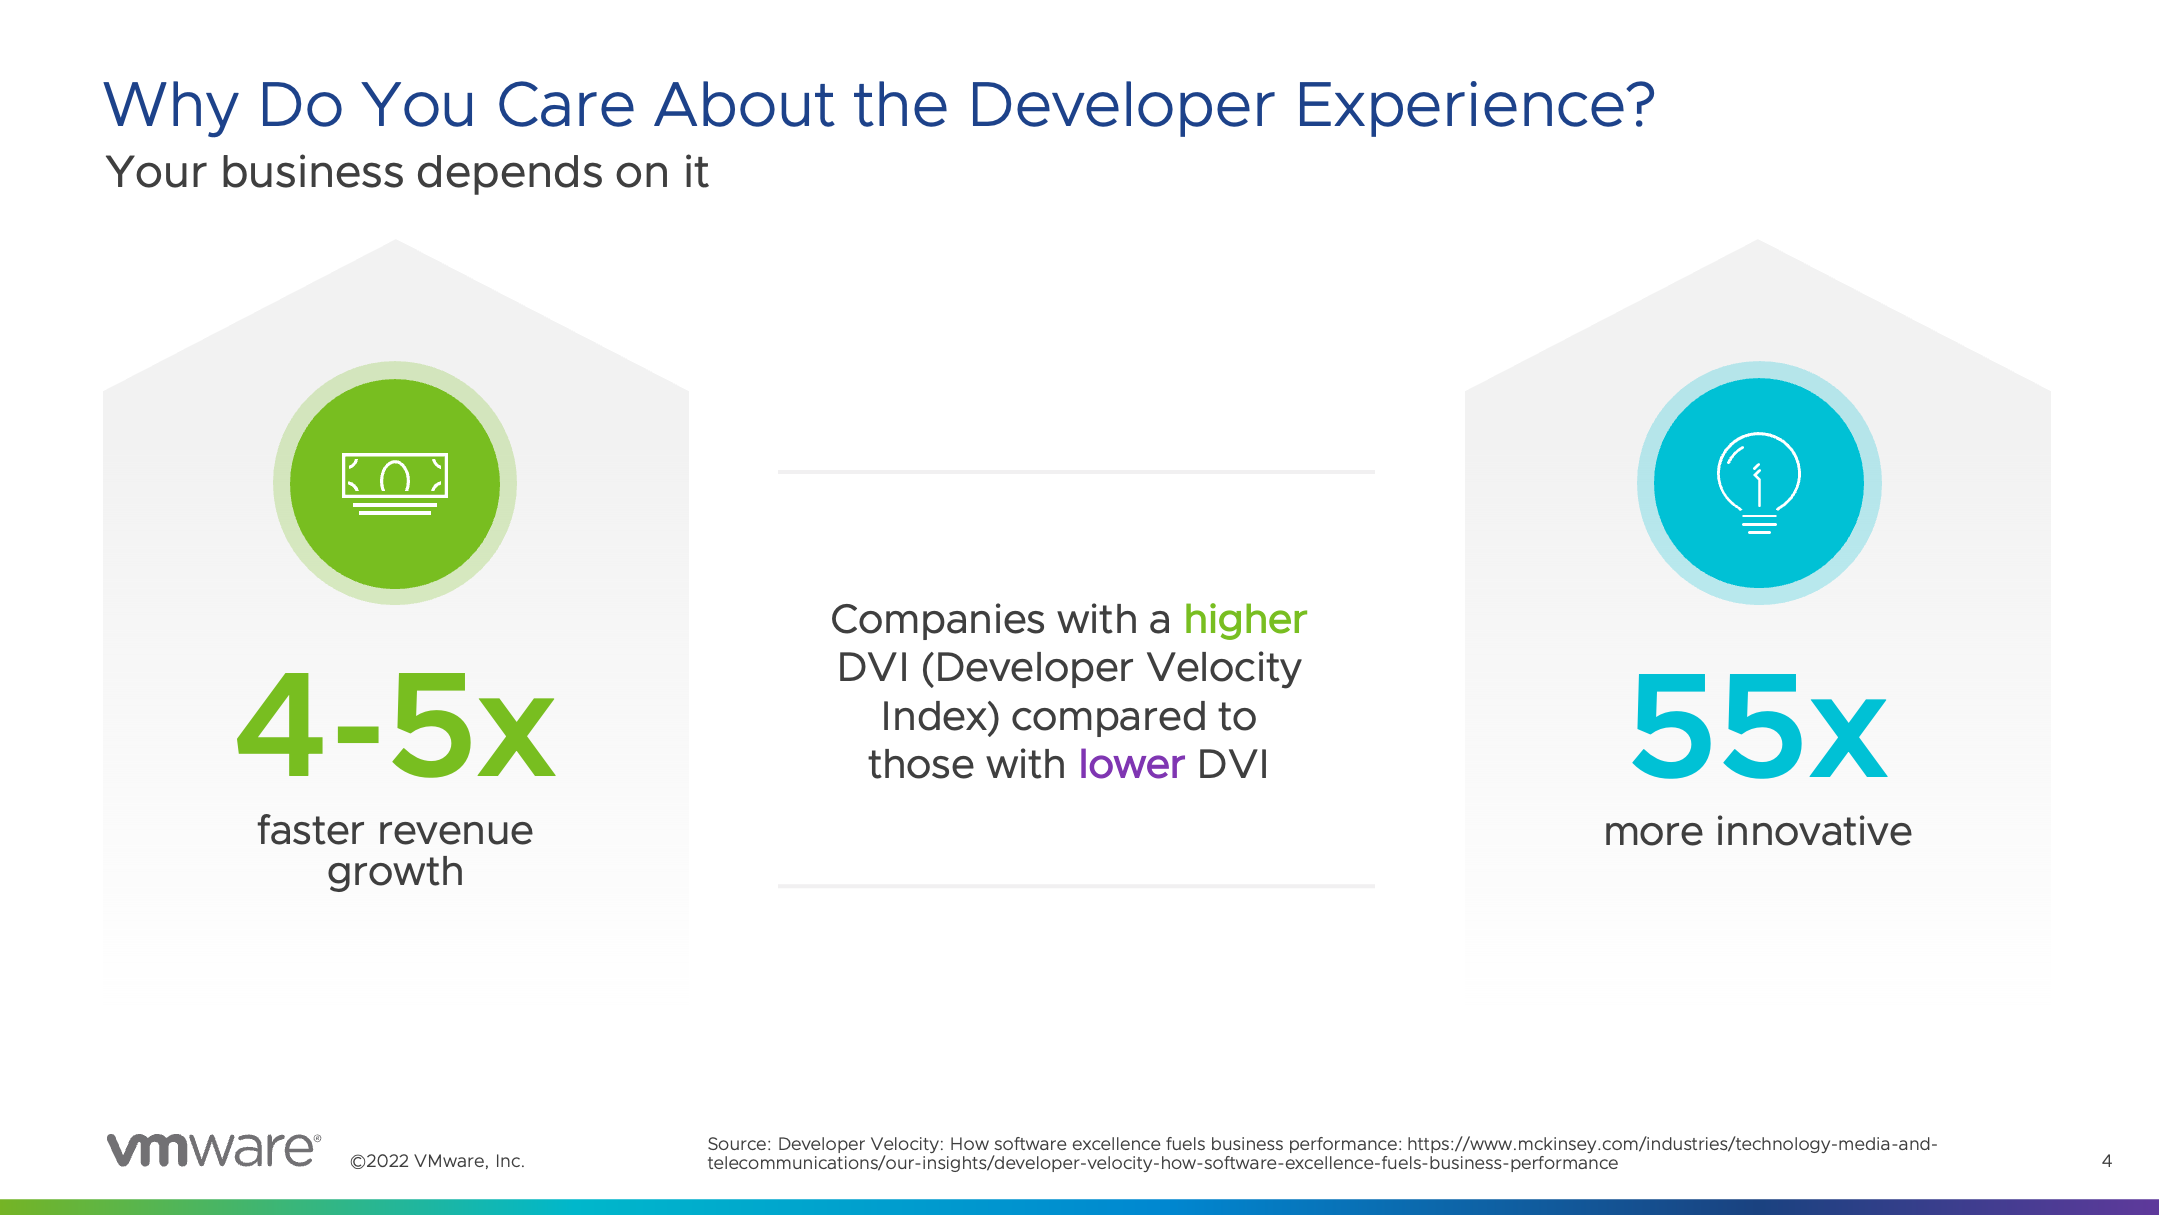 Why Do You Care About the Developer Experience?
Your business depends on it
4-5x
faster revenue
growth
Companies with a higher
DVI (Developer Velocity
Index) compared to
those with lower DVI
55x
more innovative
vmware®
©2022 VMware, Inc.
Source: Developer Velocity: How software excellence fuels business performance: https://www.mckinsey.com/industries/technology-media-and-
telecommunications/our-insights/developer-velocity-how-software-excellence-fuels-business-performance
4